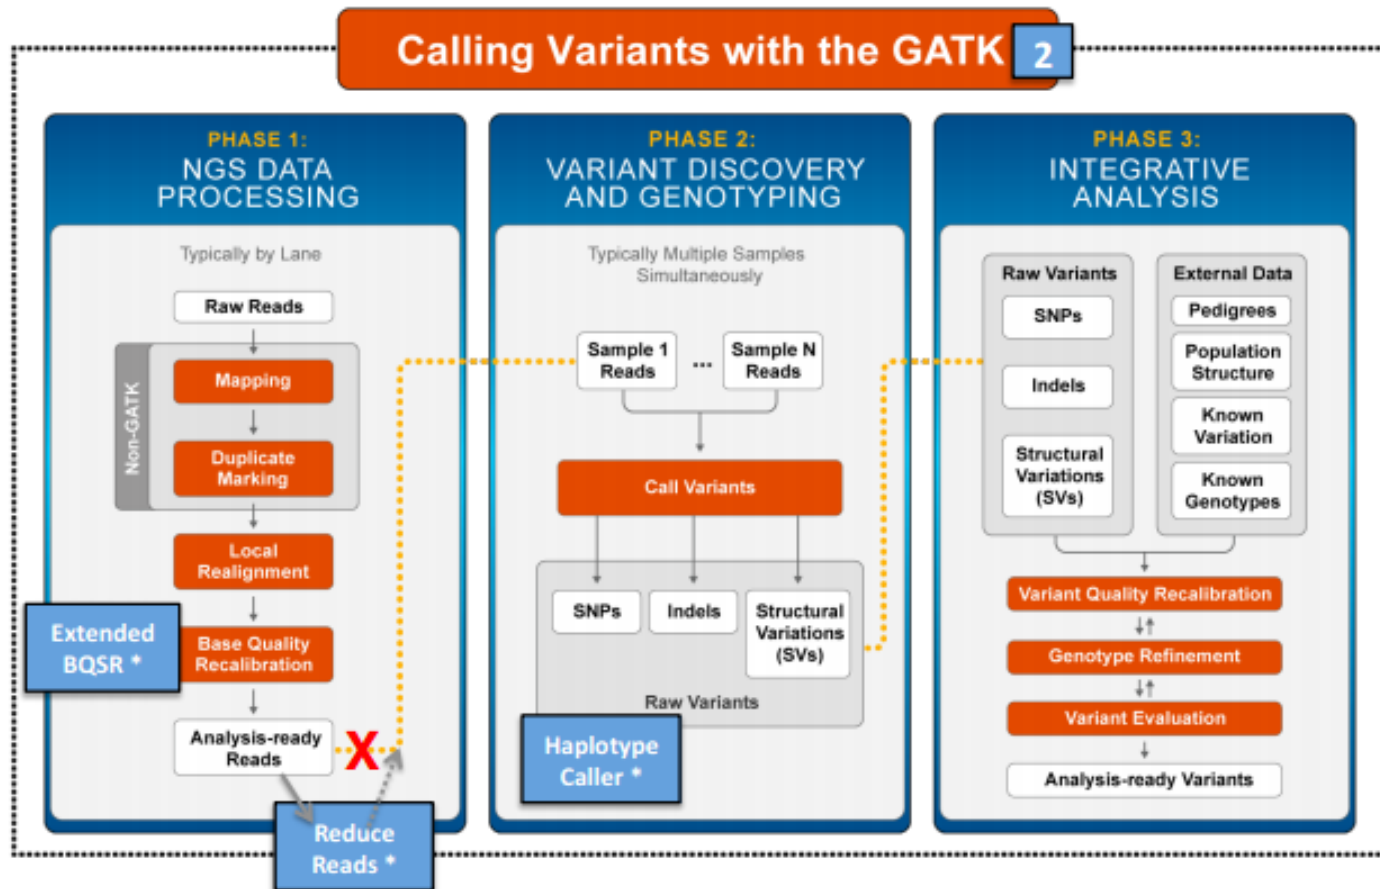 Calling Variants with the GATK 2
PHASE 1:
NGS DATA
PROCESSING
Typically by Lane
Raw Reads
Non-GATK
Mapping
Duplicate
Marking
Local
Realignment
Extended
BQSR *
Base Quality
Recalibration
Analysis-ready
Reads
X
Reduce
Reads *
PHASE 2:
VARIANT DISCOVERY
AND GENOTYPING
Typically Multiple Samples
Simultaneously
Sample 1
Reads
...
Sample N
Reads
Call Variants
SNPs
Indels
Structural
Variations
(SVs)
Raw Variants
Haplotype
Caller *
PHASE 3:
INTEGRATIVE
ANALYSIS
Raw Variants
SNPs
Indels
Structural
Variations
(SVs)
External Data
Pedigrees
Population
Structure
Known
Variation
Known
Genotypes
Variant Quality Recalibration
Genotype Refinement
Variant Evaluation
Analysis-ready Variants